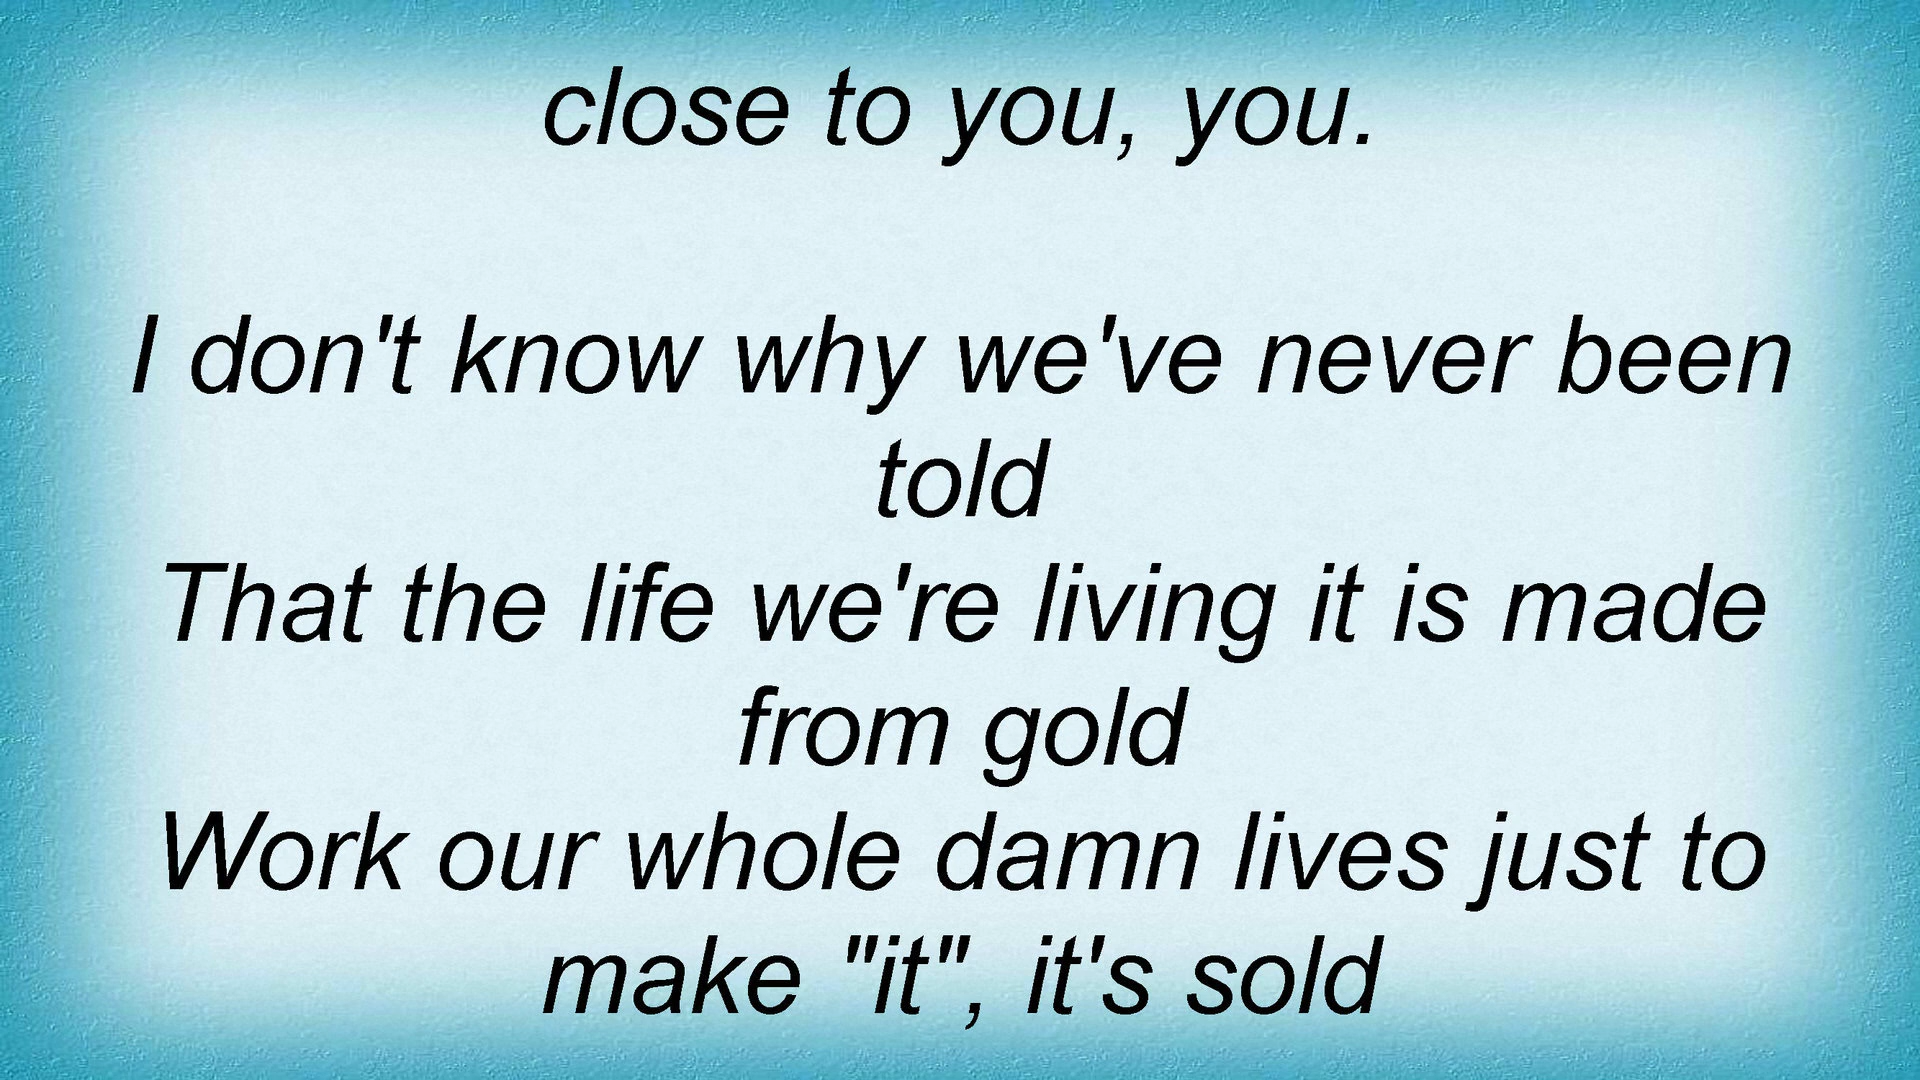 close to you, you.
I don't know why we've never been
told
That the life we're living it is made
from gold
Work our whole damn lives just to
make "it", it's sold